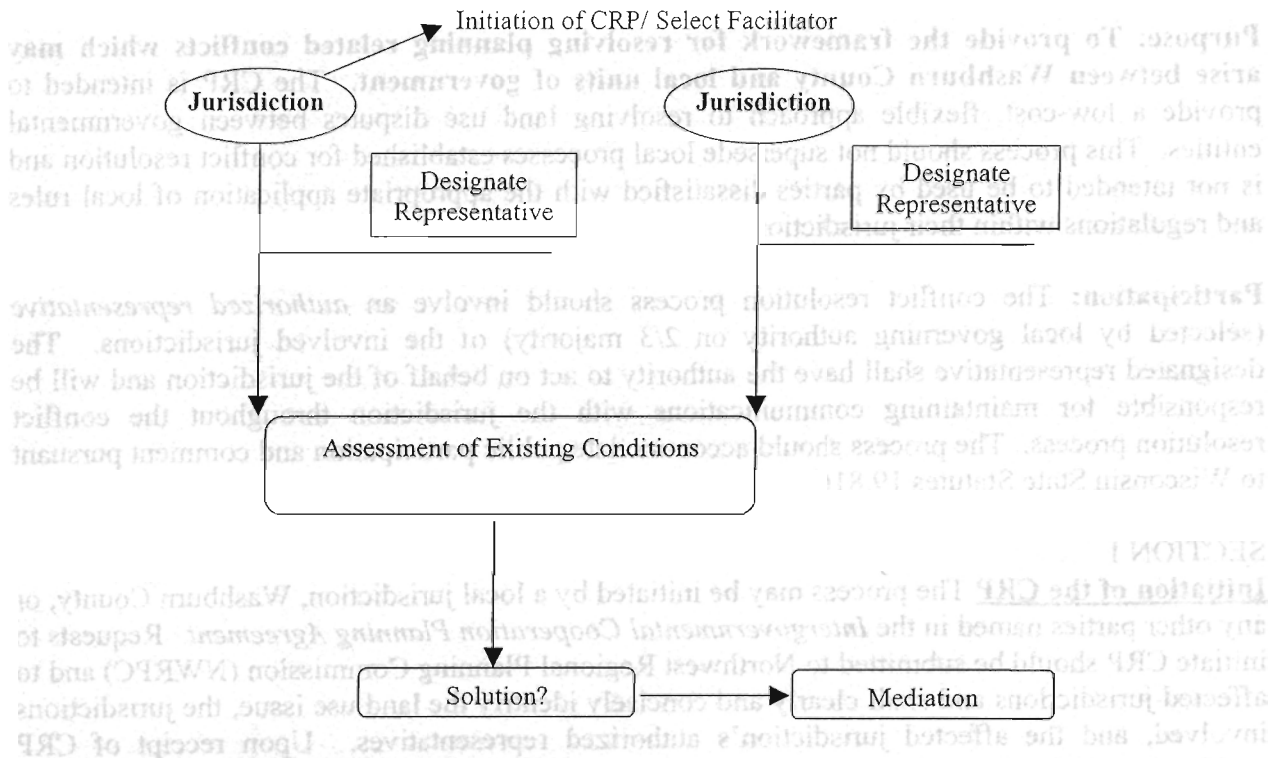 Initiation of CRP/ Select Facilitator
Jurisdiction
Jurisdiction
Designate
Representative
Designate
Representative
Assessment of Existing Conditions
Solution?
Mediation
Purpose: To provide the framework for resolving planning related conflicts which may
arise between Washburn County and local units of government. The CRP is intended to
provide a low-cost, flexible approach to resolving land use disputes between governmental
entities. This process should not supersede local processes established for conflict resolution and
is not intended to be used by parties dissatisfied with the appropriate application of local rules
and regulations within their jurisdiction
Participation: The conflict resolution process should involve an authorized representative
(selected by local governing authority on 2/3 majority) of the involved jurisdictions. The
designated representative shall have the authority to act on behalf of the jurisdiction and will be
responsible for maintaining communications with the jurisdiction throughout the conflict
resolution process. The process should participation and comment pursuant
to Wisconsin State Statutes 19.81(
SECTION I
Initiation of the CRP The process may be initiated by a local jurisdiction, Washburn County, or
any other parties named in the Intergovernmental Cooperation Planning Agreement. Requests to
initiate CRP should be submitted to Northwest Regional Planning Commission (NWRPC) and to
affected jurisdictions clearly and concisely identify the land use issue, the jurisdictions
involved, and the affected jurisdiction's authorized representatives. Upon receipt of CRP